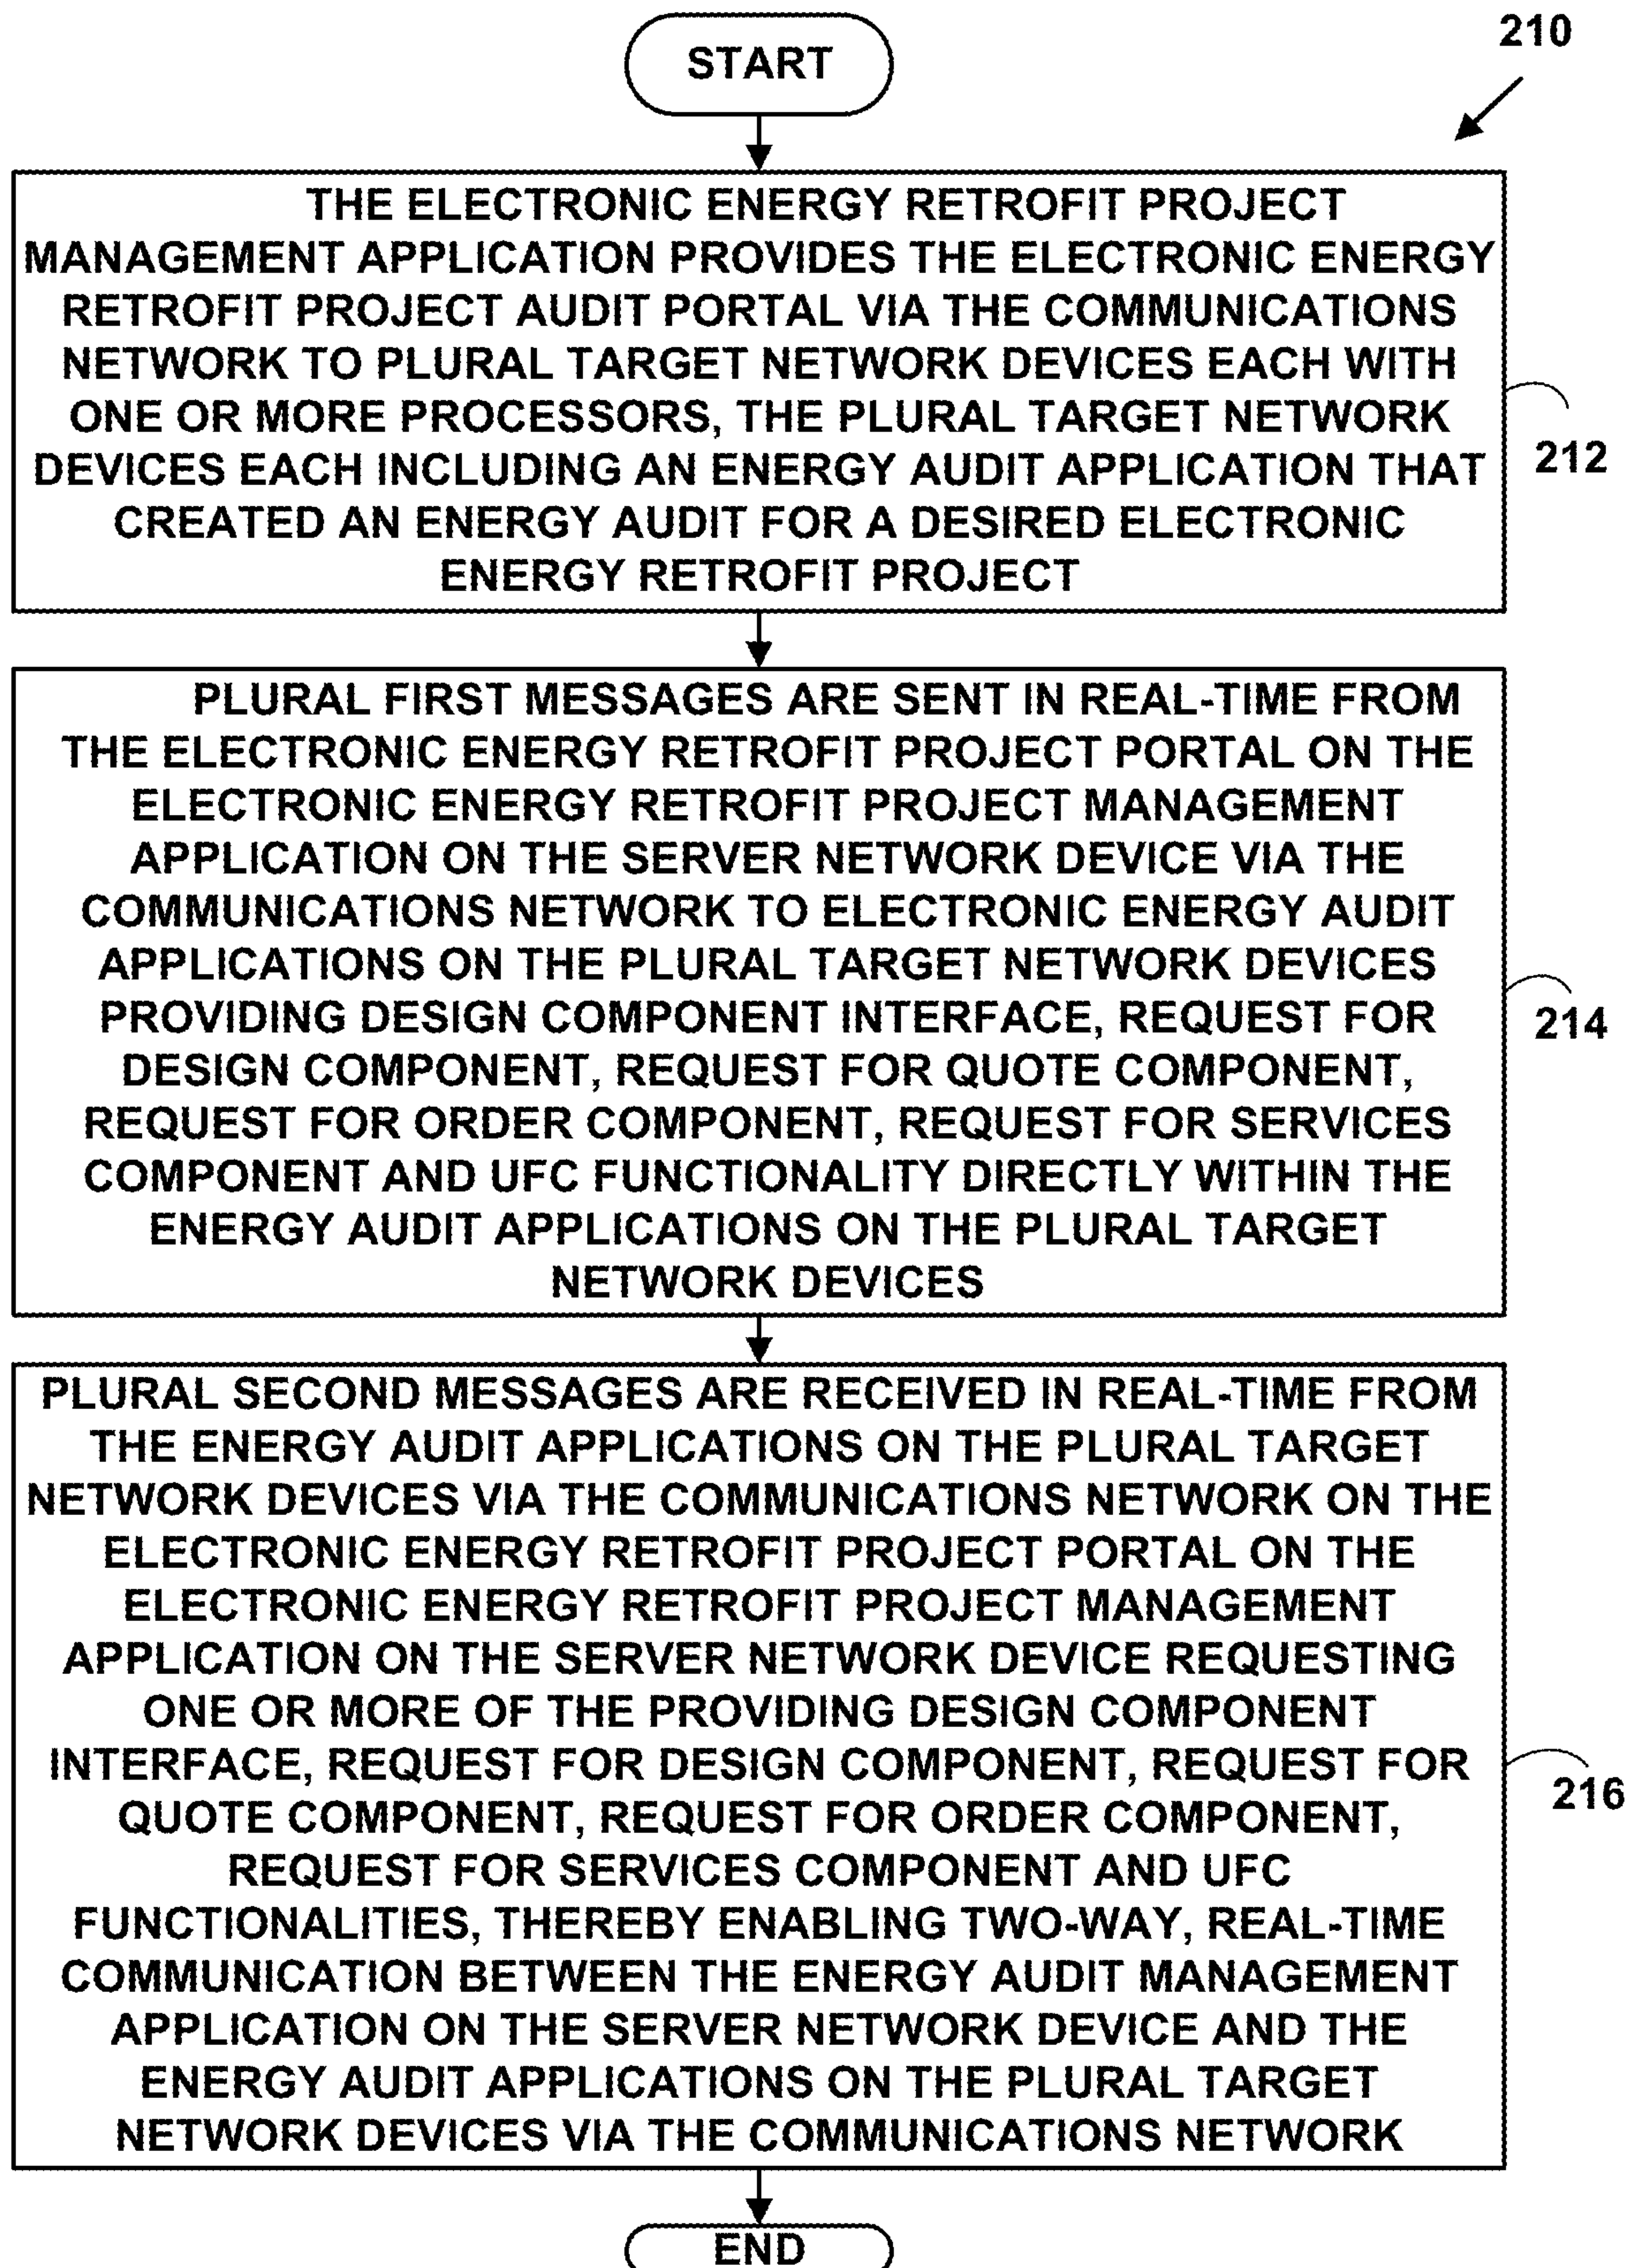 START
210
THE ELECTRONIC ENERGY RETROFIT PROJECT
MANAGEMENT APPLICATION PROVIDES THE ELECTRONIC ENERGY
RETROFIT PROJECT AUDIT PORTAL VIA THE COMMUNICATIONS
NETWORK TO PLURAL TARGET NETWORK DEVICES EACH WITH
ONE OR MORE PROCESSORS, THE PLURAL TARGET NETWORK
DEVICES EACH INCLUDING AN ENERGY AUDIT APPLICATION THAT
CREATED AN ENERGY AUDIT FOR A DESIRED ELECTRONIC
ENERGY RETROFIT PROJECT
212
PLURAL FIRST MESSAGES ARE SENT IN REAL-TIME FROM
THE ELECTRONIC ENERGY RETROFIT PROJECT PORTAL ON THE
ELECTRONIC ENERGY RETROFIT PROJECT MANAGEMENT
APPLICATION ON THE SERVER NETWORK DEVICE VIA THE
COMMUNICATIONS NETWORK TO ELECTRONIC ENERGY AUDIT
APPLICATIONS ON THE PLURAL TARGET NETWORK DEVICES
PROVIDING DESIGN COMPONENT INTERFACE, REQUEST FOR
DESIGN COMPONENT, REQUEST FOR QUOTE COMPONENT,
REQUEST FOR ORDER COMPONENT, REQUEST FOR SERVICES
COMPONENT AND UFC FUNCTIONALITY DIRECTLY WITHIN THE
ENERGY AUDIT APPLICATIONS ON THE PLURAL TARGET
NETWORK DEVICES
214
PLURAL SECOND MESSAGES ARE RECEIVED IN REAL-TIME FROM
THE ENERGY AUDIT APPLICATIONS ON THE PLURAL TARGET
NETWORK DEVICES VIA THE COMMUNICATIONS NETWORK ON THE
ELECTRONIC ENERGY RETROFIT PROJECT PORTAL ON THE
ELECTRONIC ENERGY RETROFIT PROJECT MANAGEMENT
APPLICATION ON THE SERVER NETWORK DEVICE REQUESTING
ONE OR MORE OF THE PROVIDING DESIGN COMPONENT
INTERFACE, REQUEST FOR DESIGN COMPONENT, REQUEST FOR
QUOTE COMPONENT, REQUEST FOR ORDER COMPONENT,
REQUEST FOR SERVICES COMPONENT AND UFC
FUNCTIONALITIES, THEREBY ENABLING TWO-WAY, REAL-TIME
COMMUNICATION BETWEEN THE ENERGY AUDIT MANAGEMENT
APPLICATION ON THE SERVER NETWORK DEVICE AND THE
ENERGY AUDIT APPLICATIONS ON THE PLURAL TARGET
NETWORK DEVICES VIA THE COMMUNICATIONS NETWORK
216
END